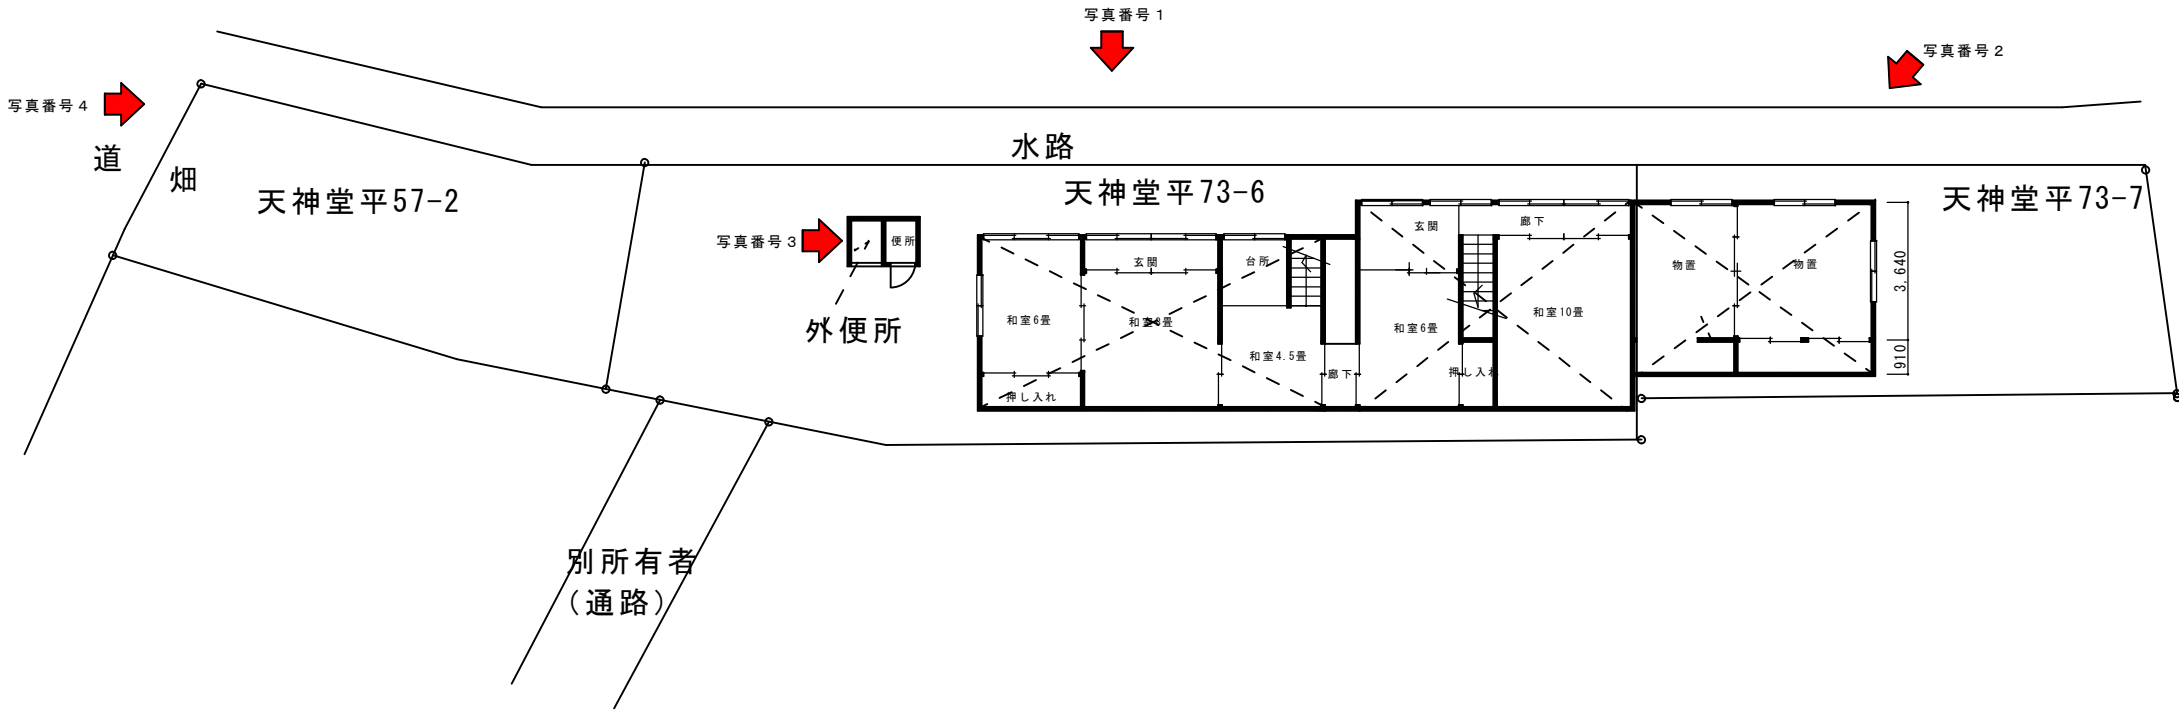 写真番号1
写真番号2
写真番号4
道
畑
水路
天神堂平57-2
天神堂平73-6
天神堂平73-7
写真番号3
便所
外便所
玄関
台所
和室6畳
和室8畳
和室4.5畳
押し入れ
廊下
玄関
廊下
和室6畳
和室10畳
押し入れ
物置
物置
3,640
910
別所有者
(通路)